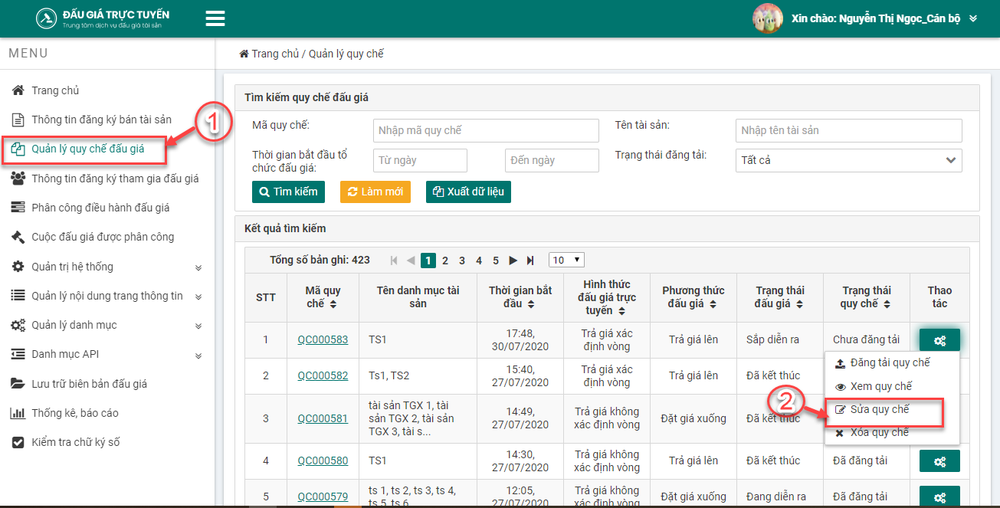 ĐẤU GIÁ TRỰC TUYẾN
Trung tâm dịch vụ đấu giá tài sản
Xin chào: Nguyễn Thị Ngọc_Cán bộ
MENU
Trang chủ / Quản lý quy chế
Trang chủ
Thông tin đăng ký bán tài sản
1
Quản lý quy chế đấu giá
Thông tin đăng ký tham gia đấu giá
Phân công điều hành đấu giá
Cuộc đấu giá được phân công
Quản trị hệ thống
Quản lý nội dung trang thông tin
Quản lý danh mục
Danh mục API
Lưu trữ biên bản đấu giá
Thống kê, báo cáo
Kiểm tra chữ ký số
Tìm kiếm quy chế đấu giá
Mã quy chế:
Nhập mã quy chế
Tên tài sản:
Nhập tên tài sản
Thời gian bắt đầu tổ
chức đấu giá:
Từ ngày
Đến ngày
Trạng thái đăng tải:
Tất cả
Tìm kiếm
Làm mới
Xuất dữ liệu
Kết quả tìm kiếm
Tổng số bản ghi: 423
1 2 3 4 5
10
STT
Mã quy
chế
Tên danh mục tài
sản
Thời gian bắt
đầu
Hình thức
đấu giá trực
tuyến
Phương thức
đấu giá
Trạng thái
đấu giá
Trạng thái
quy chế
Thao
tác
1
QC000583
TS1
17:48,
30/07/2020
Trả giá xác
định vòng
Trả giá lên
Sắp diễn ra
Chưa đăng tải
2
QC000582
Ts1, TS2
15:40,
27/07/2020
Trả giá xác
định vòng
Trả giá lên
Đã kết thúc
Đăng tải quy chế
Xem quy chế
2
Sửa quy chế
Xóa quy chế
3
QC000581
tài sản TGX 1, tài
sản TGX 2, tài sản
TGX 3, tài s...
14:49,
27/07/2020
Trả giá không
xác định vòng
Đặt giá xuống
Đã kết thúc
4
QC000580
TS1
14:30,
27/07/2020
Trả giá không
xác định vòng
Trả giá lên
Đã kết thúc
Đã đăng tải
5
QC000579
ts 1, ts 2, ts 3, ts 4,
ts 5, ts 6
12:05,
27/07/2020
Trả giá không
xác định vòng
Đặt giá xuống
Đang diễn ra
Đã đăng tải